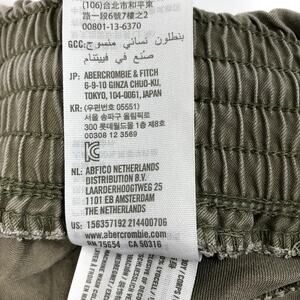 (106)台北市和平東
路一段6號2樓之2
00801-13-6370
GCC: بنطلون نسائي منسوج
صنع في فييتنام
JP: ABERCROMBIE & FITCH
6-9-10 GINZA CHUO-KU,
TOKYO, 104-0061, JAPAN
KR: (우편번호 05551)
서울 송파구 올림픽로
300 롯데월드몰 1층 제8호
00308 12 3569
NL: ABFICO NETHERLANDS
DISTRIBUTION B.V.
LAARDERHOOGTWEG 25
1101 EB AMSTERDAM
THE NETHERLANDS
US: 156357192 214400706
www.abercrombie.com
RN 75654 CA 50316